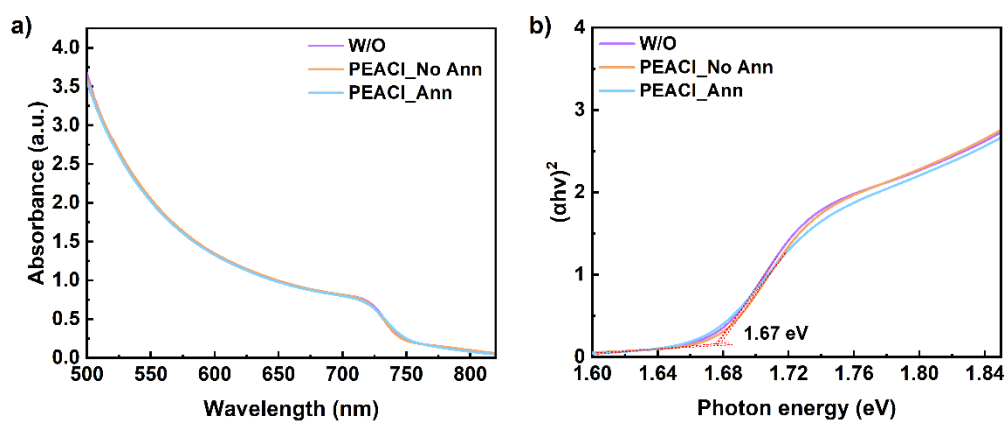 a)
W/O
PEACl_No Ann
PEACl_Ann
Absorbance (a.u.)
4.0
3.5
3.0
2.5
2.0
1.5
1.0
0.5
0.0
500 550 600 650 700 750 800
Wavelength (nm)
b)
W/O
PEACl_No Ann
PEACl_Ann
(αhν)²
4
3
2
1
0
1.67 eV
1.60 1.64 1.68 1.72 1.76 1.80 1.84
Photon energy (eV)